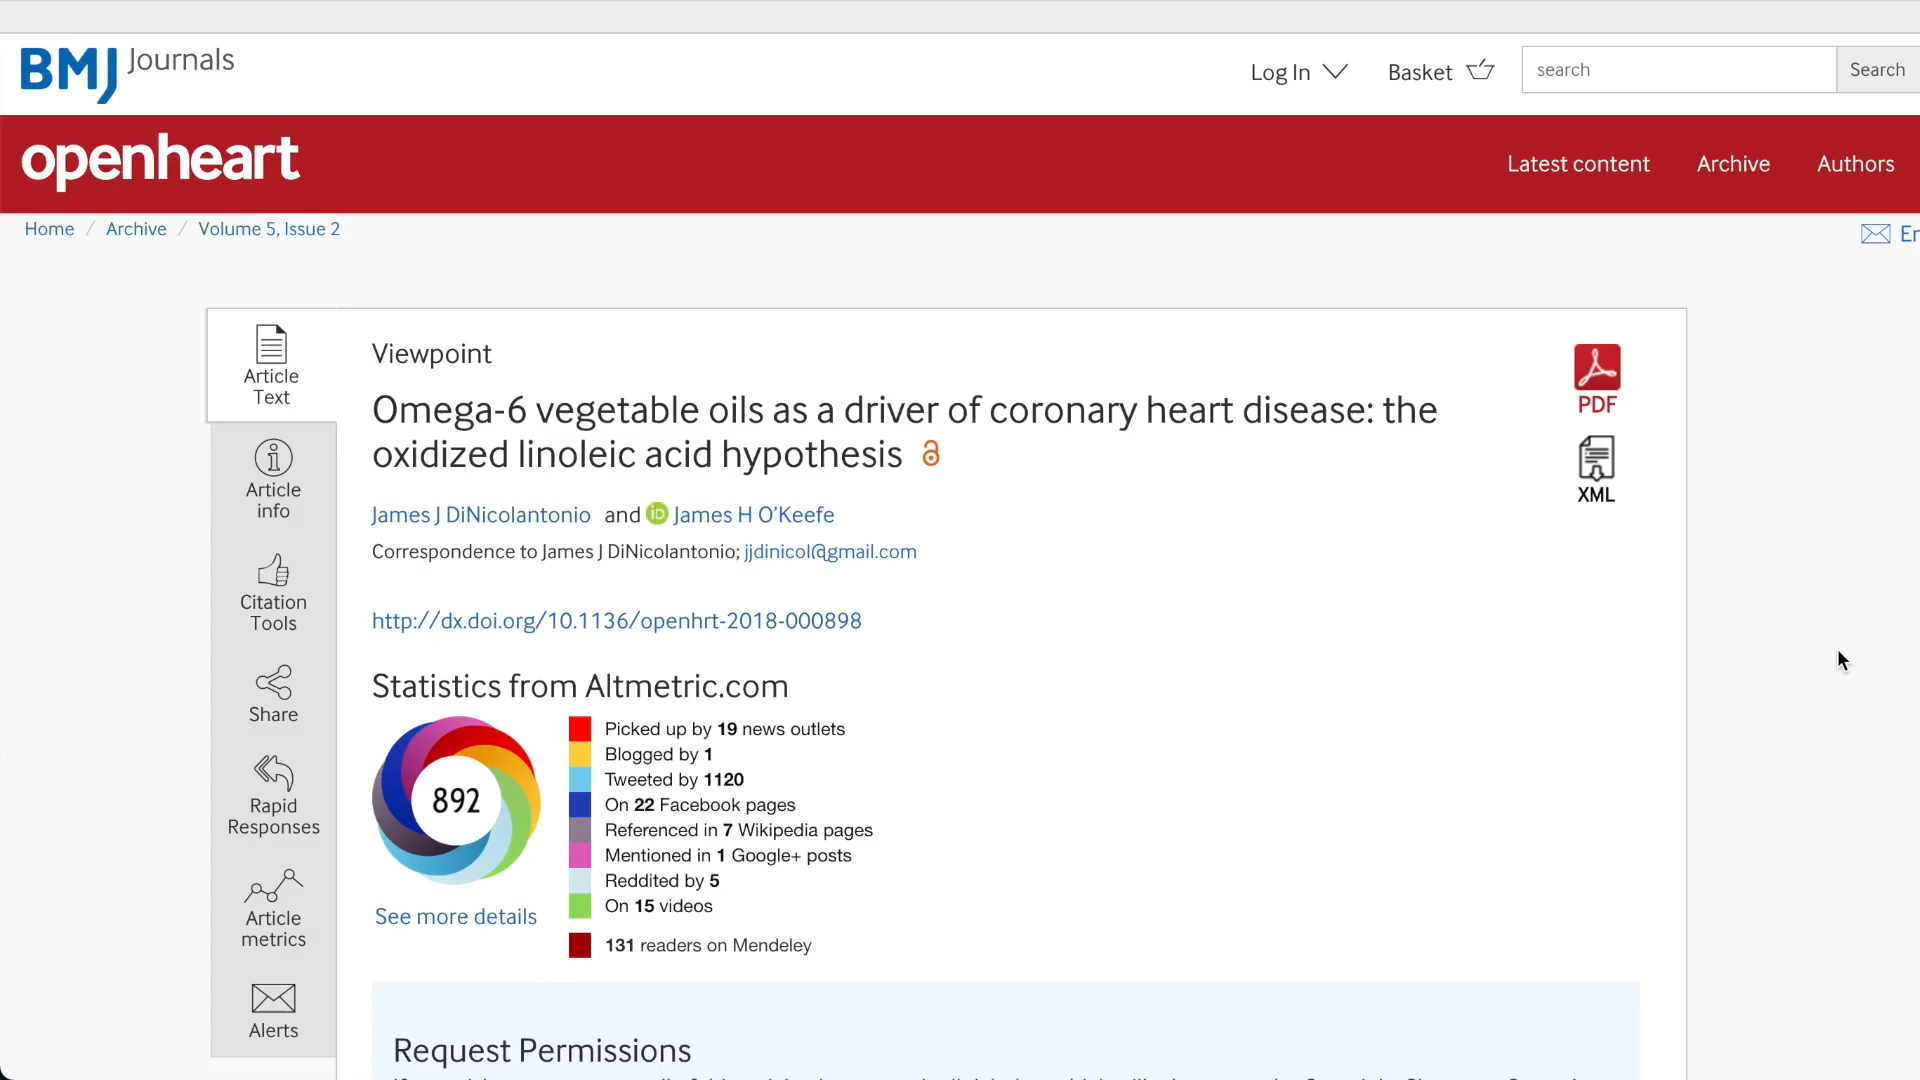 BMJ Journals
Log In
Basket
search
Search
openheart
Latest content
Archive
Authors
Home / Archive / Volume 5, Issue 2
Article
Text
Article
info
Citation
Tools
Share
Rapid
Responses
Article
metrics
Alerts
Viewpoint
Omega-6 vegetable oils as a driver of coronary heart disease: the
oxidized linoleic acid hypothesis
James J DiNicolantonio and iD James H O’Keefe
Correspondence to James J DiNicolantonio; jjdinicol@gmail.com
http://dx.doi.org/10.1136/openhrt-2018-000898
PDF
XML
Statistics from Altmetric.com
892
See more details
Picked up by 19 news outlets
Blogged by 1
Tweeted by 1120
On 22 Facebook pages
Referenced in 7 Wikipedia pages
Mentioned in 1 Google+ posts
Reddited by 5
On 15 videos
131 readers on Mendeley
Request Permissions